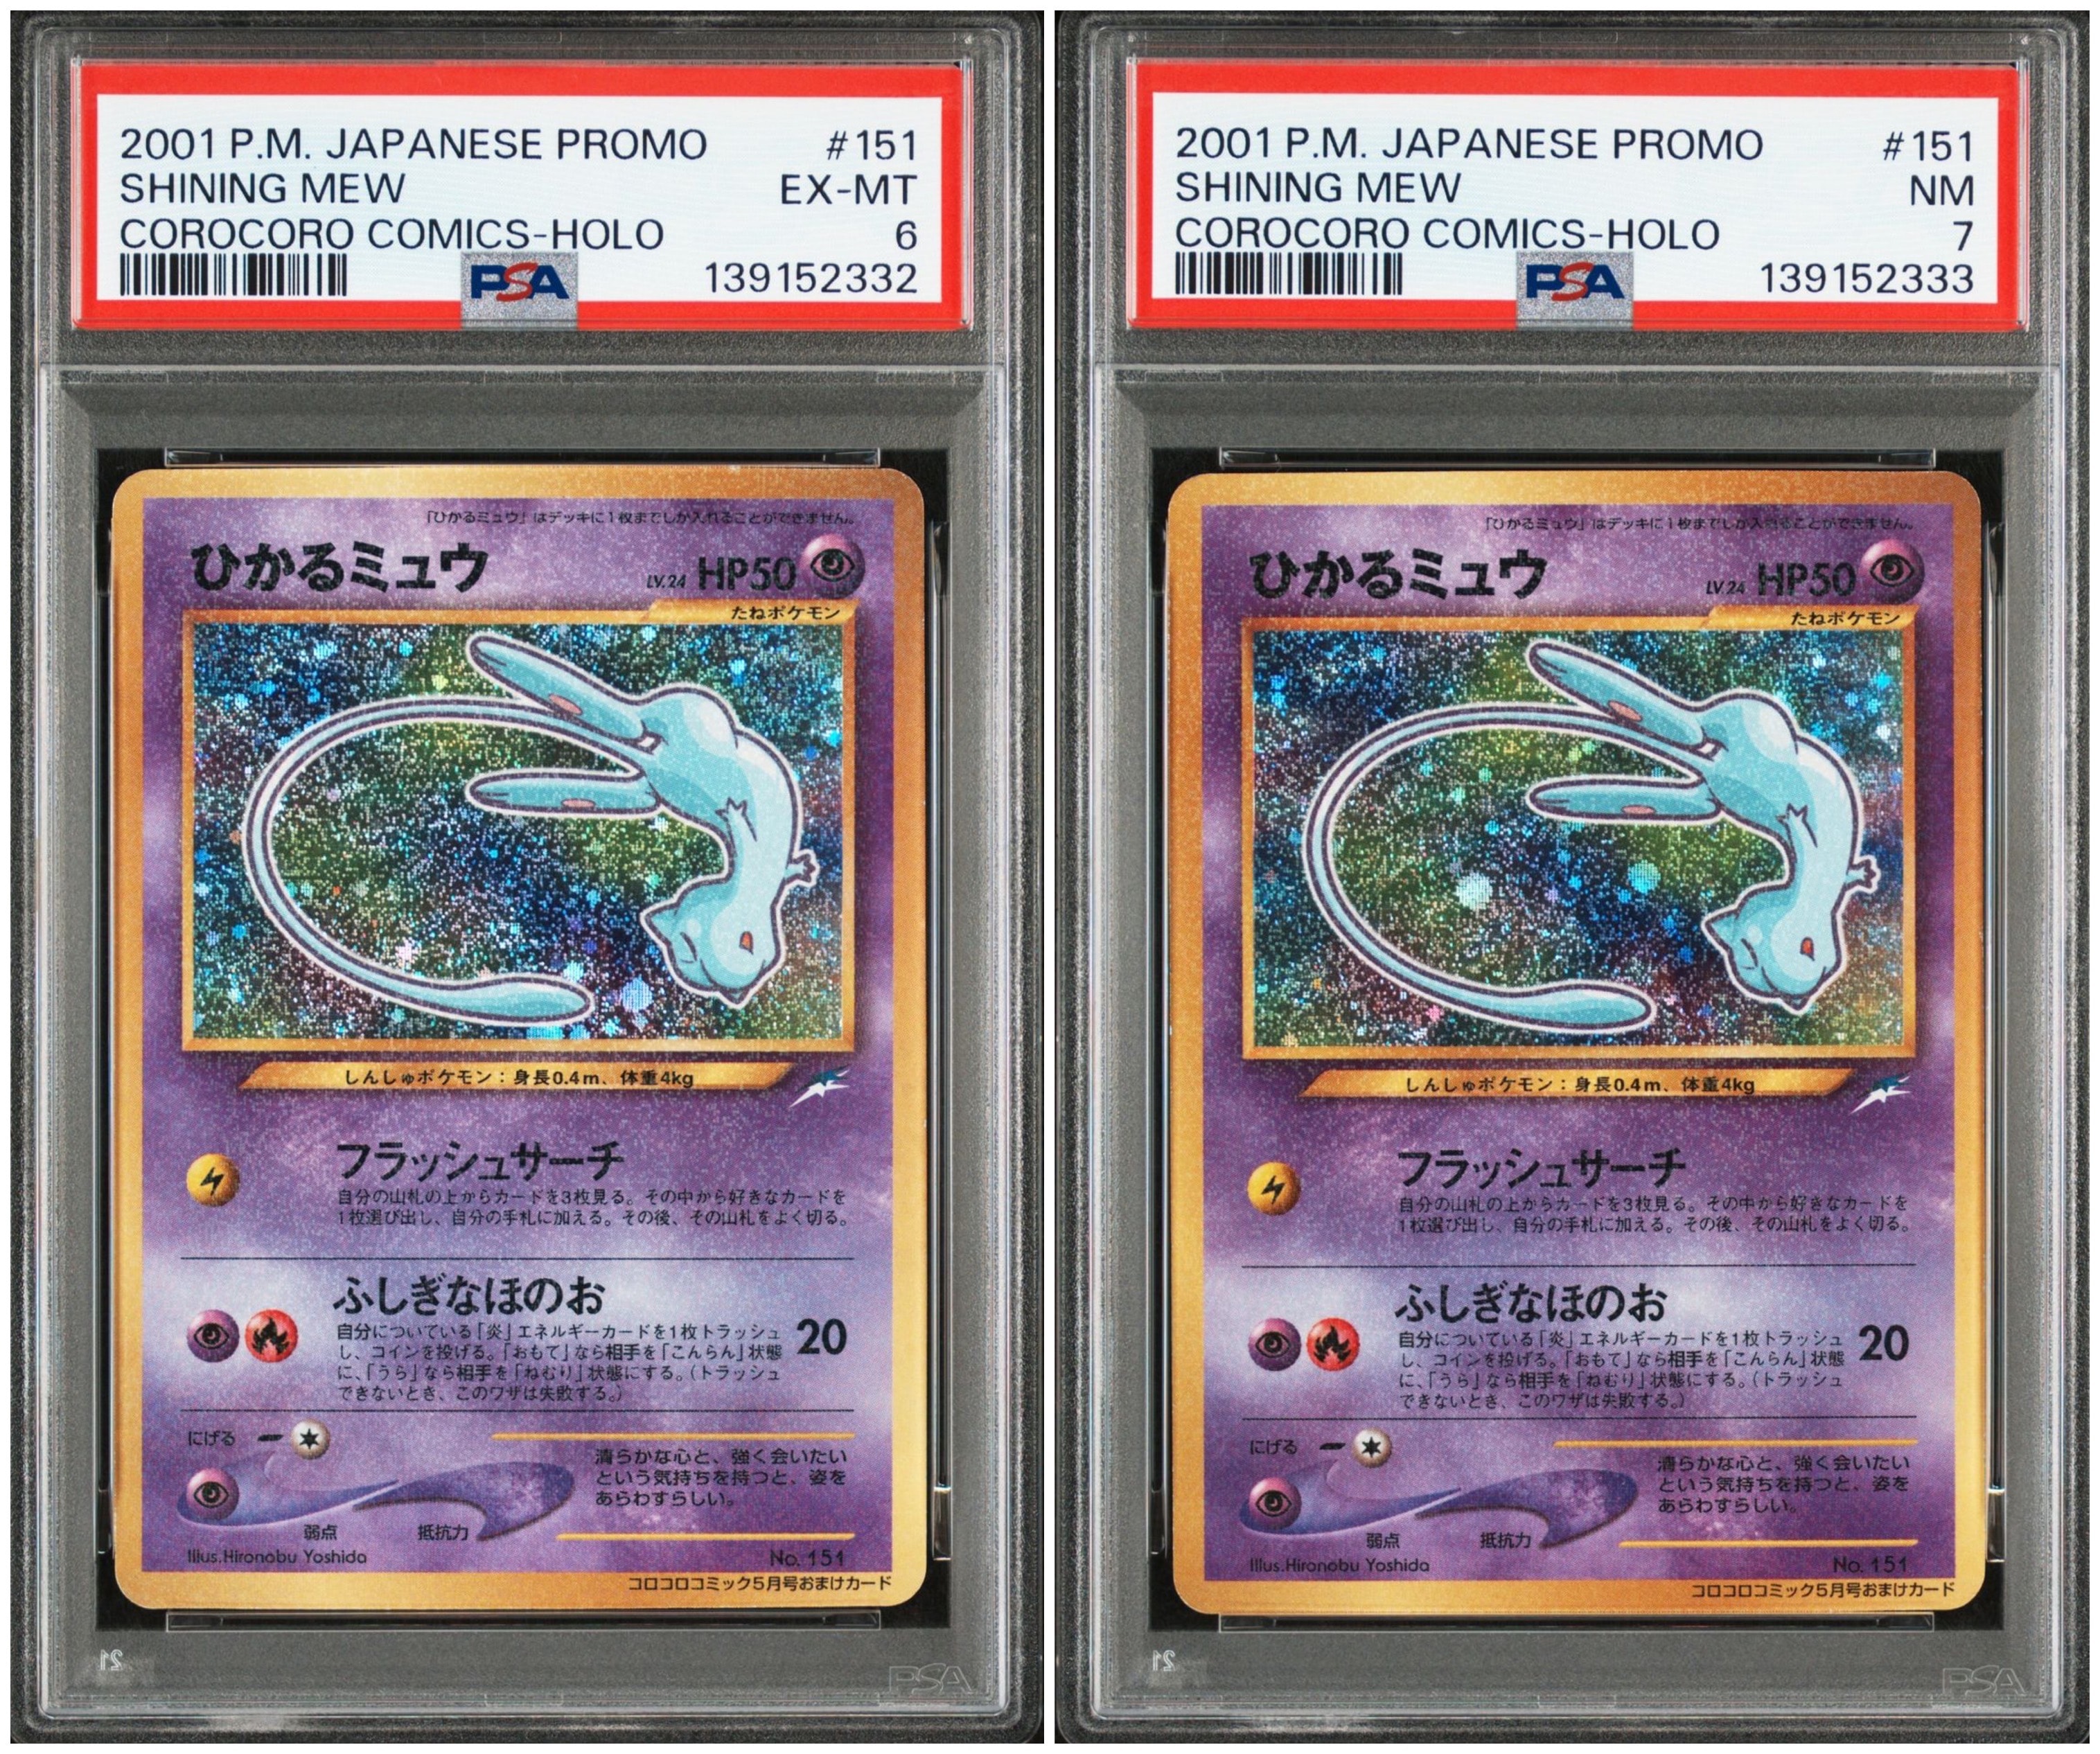 2001 P.M. JAPANESE PROMO #151
SHINING MEW EX-MT
COROCORO COMICS-HOLO 6
PSA 139152332
「ひかるミュウ」はデッキに1枚までしか入れることができません。
ひかるミュウ LV.24 HP50
たねポケモン
しんしゅポケモン：身長0.4m、体重4kg
フラッシュサーチ
自分の山札の上からカードを3枚見る。その中から好きなカードを
1枚選び出し、自分の手札に加える。その後、その山札をよく切る。
ふしぎなほのお 20
自分についている「炎」エネルギーカードを1枚トラッシュ
し、コインを投げる。「おもて」なら相手を「こんらん」状態
に、「うら」なら相手を「ねむり」状態にする。（トラッシュ
できないとき、このワザは失敗する。）
にげる
清らかな心と、強く会いたい
という気持ちを持つと、姿を
あらわすらしい。
弱点 抵抗力
Illus.Hironobu Yoshida No. 151
コロコロコミック5月号おまけカード
21 PSA
2001 P.M. JAPANESE PROMO #151
SHINING MEW NM
COROCORO COMICS-HOLO 7
PSA 139152333
「ひかるミュウ」はデッキに1枚までしか入れることができません。
ひかるミュウ LV.24 HP50
たねポケモン
しんしゅポケモン：身長0.4m、体重4kg
フラッシュサーチ
自分の山札の上からカードを3枚見る。その中から好きなカードを
1枚選び出し、自分の手札に加える。その後、その山札をよく切る。
ふしぎなほのお 20
自分についている「炎」エネルギーカードを1枚トラッシュ
し、コインを投げる。「おもて」なら相手を「こんらん」状態
に、「うら」なら相手を「ねむり」状態にする。（トラッシュ
できないとき、このワザは失敗する。）
にげる
清らかな心と、強く会いたい
という気持ちを持つと、姿を
あらわすらしい。
弱点 抵抗力
Illus.Hironobu Yoshida No. 151
コロコロコミック5月号おまけカード
21 PSA